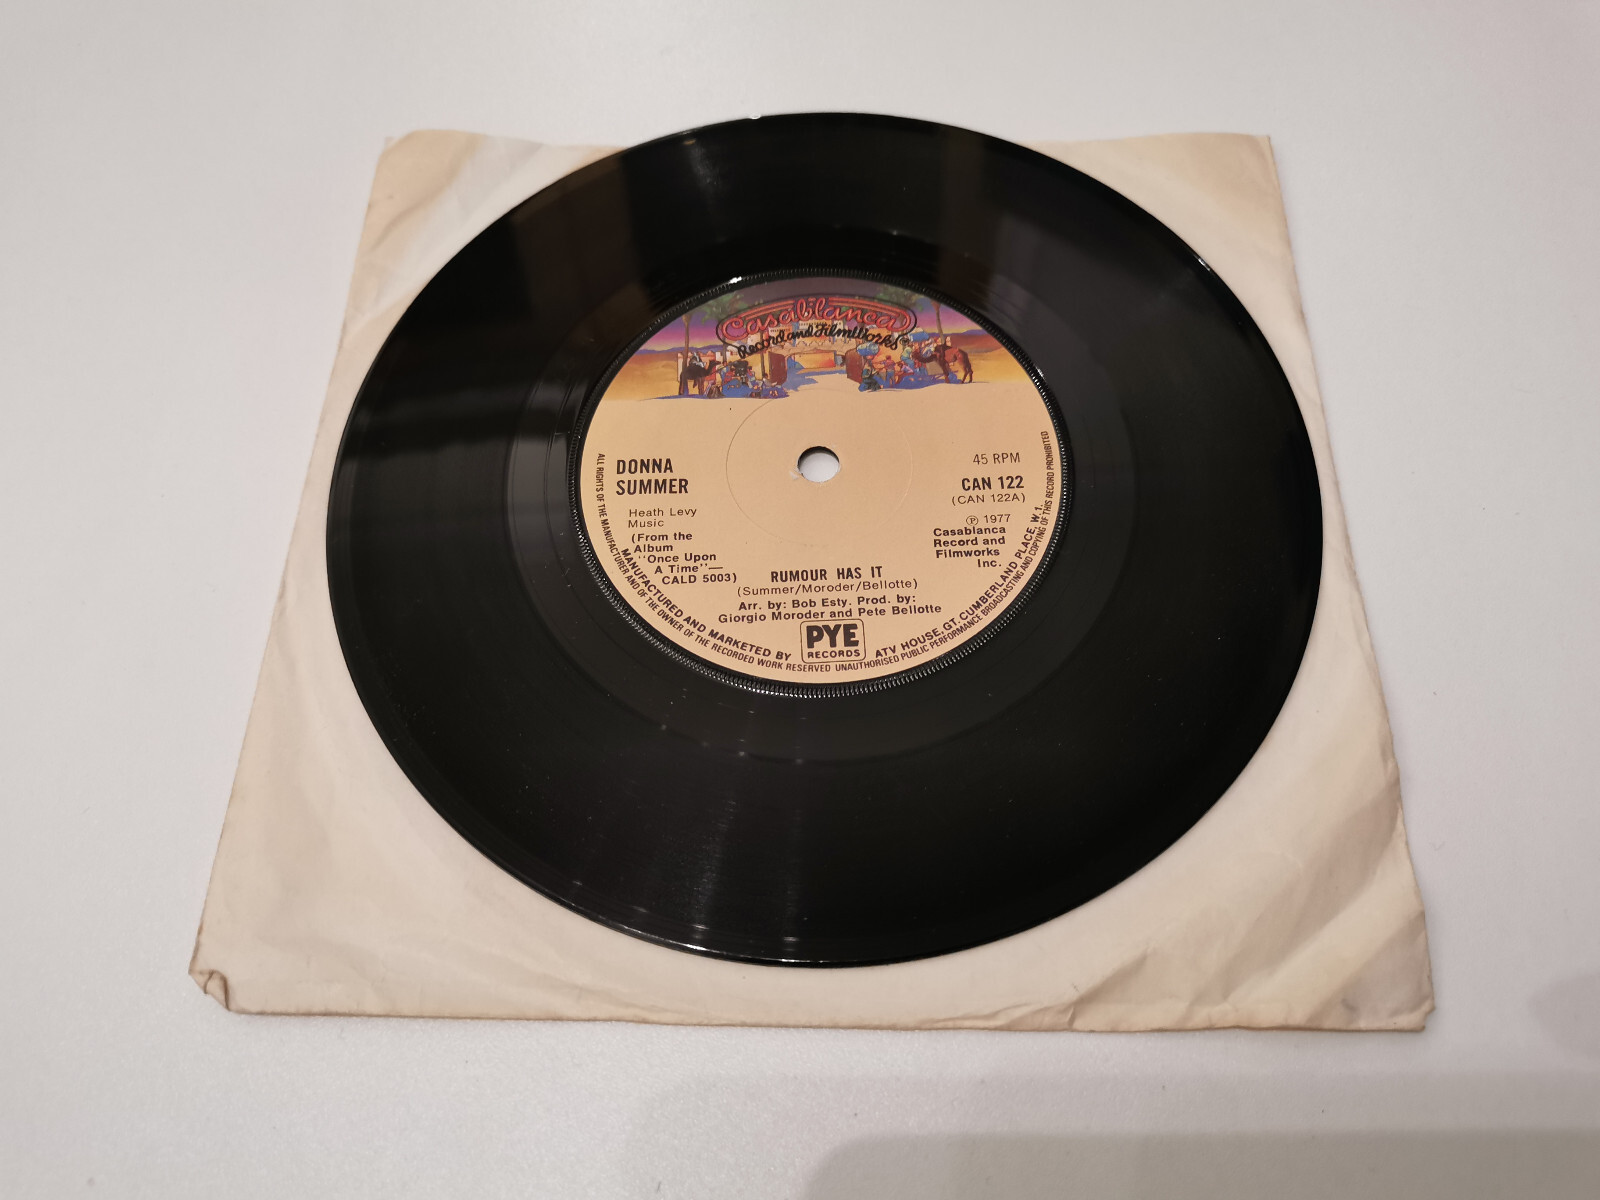 Casablanca
Record and FilmWorks
DONNA
SUMMER
Heath Levy
Music
(From the
Album
"Once Upon
A Time"—
CALD 5003)
45 RPM
CAN 122
(CAN 122A)
℗ 1977
Casablanca
Record and
Filmworks
Inc.
RUMOUR HAS IT
(Summer/Moroder/Bellotte)
Arr. by: Bob Esty. Prod. by:
Giorgio Moroder and Pete Bellotte
PYE
RECORDS
MANUFACTURED AND MARKETED BY
ATV HOUSE. GT. CUMBERLAND PLACE, W.1.
ALL RIGHTS OF THE MANUFACTURER AND OF THE OWNER OF THE RECORDED WORK RESERVED UNAUTHORISED PUBLIC PERFORMANCE BROADCASTING AND COPYING OF THIS RECORD PROHIBITED